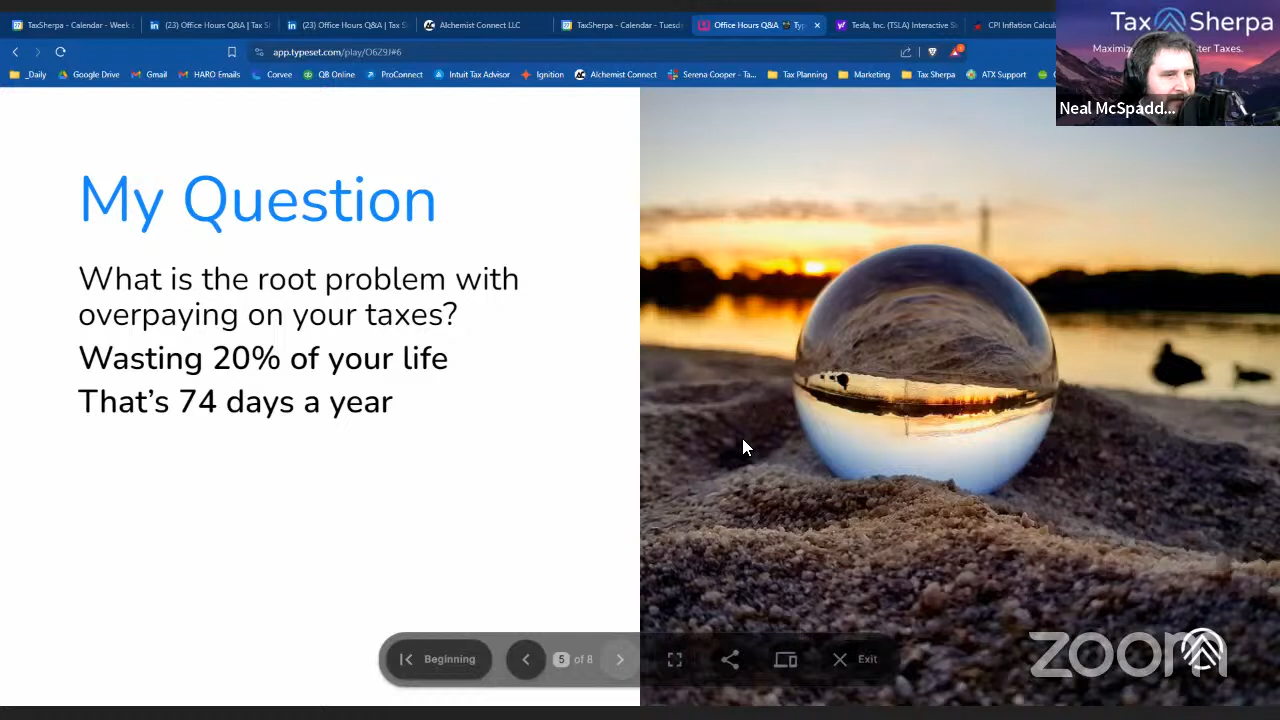 TaxSherpa - Calendar - Week
(23) Office Hours Q&A | Tax S
(23) Office Hours Q&A | Tax S
Alchemist Connect LLC
TaxSherpa - Calendar - Tuesd
Office Hours Q&A
Tesla, Inc. (TSLA) Interactive S
CPI Inflation Calcula
app.typeset.com/play/O6Z9J#6
_Daily
Google Drive
Gmail
HARO Emails
Corvee
QB Online
ProConnect
Intuit Tax Advisor
Ignition
Alchemist Connect
Serena Cooper - Ta...
Tax Planning
Marketing
Tax Sherpa
ATX Support
Tax Sherpa
Neal McSpadd...
My Question
What is the root problem with
overpaying on your taxes?
Wasting 20% of your life
That's 74 days a year
Beginning
5 of 8
Exit
zoom